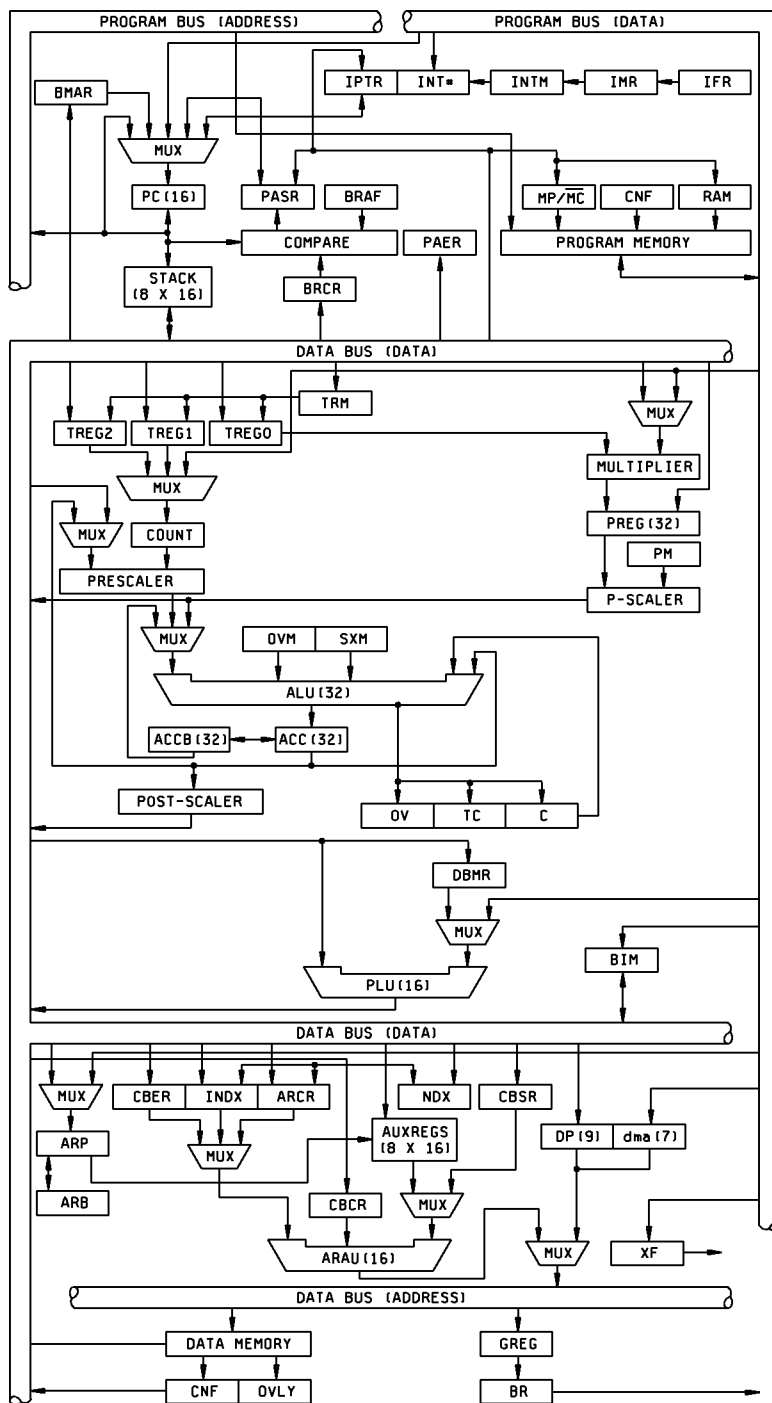 PROGRAM BUS (ADDRESS)
PROGRAM BUS (DATA)
BMAR
IPTR
INT#
INTM
IMR
IFR
MUX
PC(16)
PASR
BRAF
MP/M̅C̅
CNF
RAM
COMPARE
PAER
PROGRAM MEMORY
STACK
(8 X 16)
BRCR
DATA BUS (DATA)
TRM
MUX
TREG2
TREG1
TREG0
MULTIPLIER
MUX
PREG(32)
MUX
COUNT
PM
PRESCALER
P-SCALER
MUX
OVM
SXM
ALU(32)
ACCB(32)
ACC(32)
POST-SCALER
OV
TC
C
DBMR
MUX
BIM
PLU(16)
DATA BUS (DATA)
MUX
CBER
INDX
ARCR
NDX
CBSR
ARP
MUX
AUXREGS
(8 X 16)
DP(9)
dma(7)
ARB
CBCR
MUX
ARAU(16)
MUX
XF
DATA BUS (ADDRESS)
DATA MEMORY
GREG
CNF
OVLY
BR